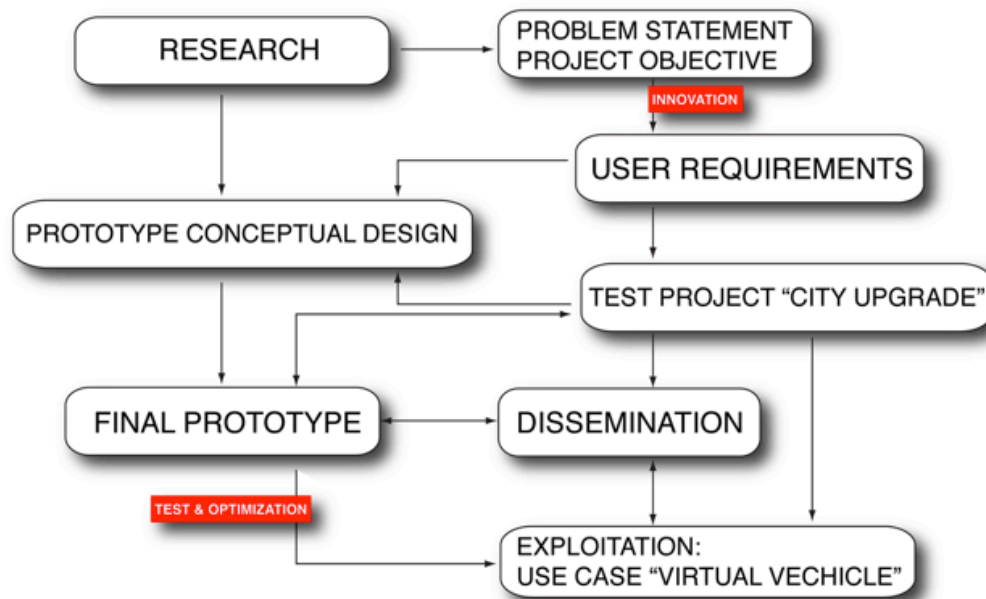 RESEARCH
PROBLEM STATEMENT
PROJECT OBJECTIVE
INNOVATION
USER REQUIREMENTS
PROTOTYPE CONCEPTUAL DESIGN
TEST PROJECT “CITY UPGRADE”
FINAL PROTOTYPE
DISSEMINATION
TEST & OPTIMIZATION
EXPLOITATION:
USE CASE “VIRTUAL VECHICLE”